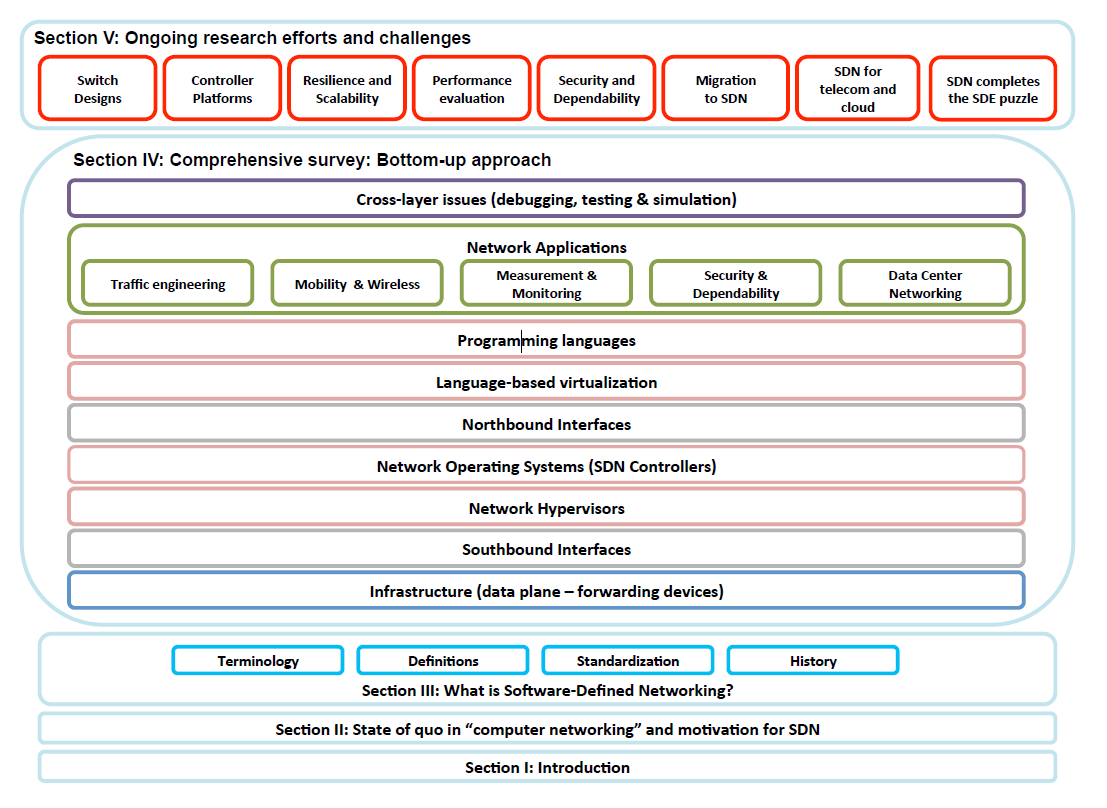 Section V: Ongoing research efforts and challenges
Switch
Designs
Controller
Platforms
Resilience and
Scalability
Performance
evaluation
Security and
Dependability
Migration
to SDN
SDN for
telecom and
cloud
SDN completes
the SDE puzzle
Section IV: Comprehensive survey: Bottom-up approach
Cross-layer issues (debugging, testing & simulation)
Network Applications
Traffic engineering
Mobility & Wireless
Measurement &
Monitoring
Security &
Dependability
Data Center
Networking
Programming languages
Language-based virtualization
Northbound Interfaces
Network Operating Systems (SDN Controllers)
Network Hypervisors
Southbound Interfaces
Infrastructure (data plane – forwarding devices)
Terminology
Definitions
Standardization
History
Section III: What is Software-Defined Networking?
Section II: State of quo in “computer networking” and motivation for SDN
Section I: Introduction